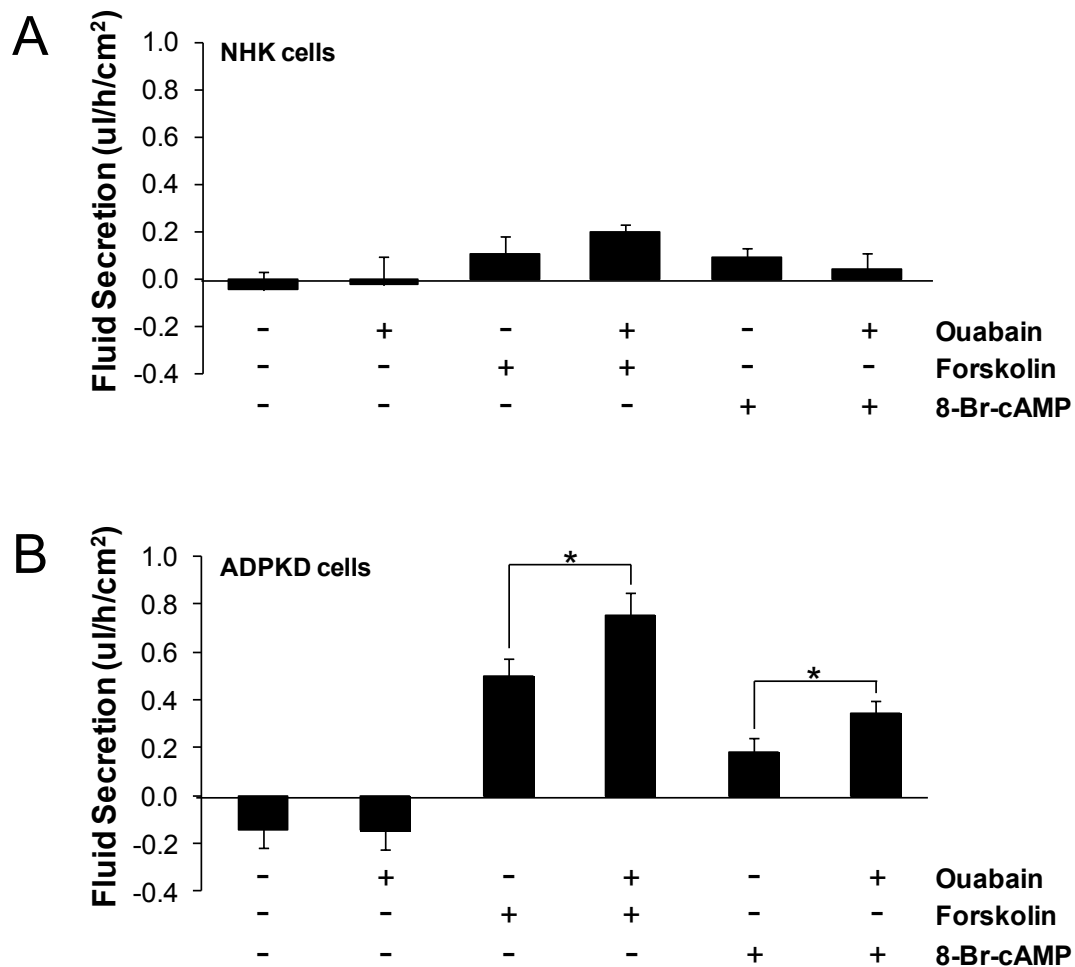 A
Fluid Secretion (ul/h/cm²)
NHK cells
1.0
0.8
0.6
0.4
0.2
0.0
-0.2
-0.4
- + - + - + Ouabain
- - + + - - Forskolin
- - - - + + 8-Br-cAMP
B
Fluid Secretion (ul/h/cm²)
ADPKD cells
1.0
0.8
0.6
0.4
0.2
0.0
-0.2
-0.4
*
*
- + - + - + Ouabain
- - + + - - Forskolin
- - - - + + 8-Br-cAMP